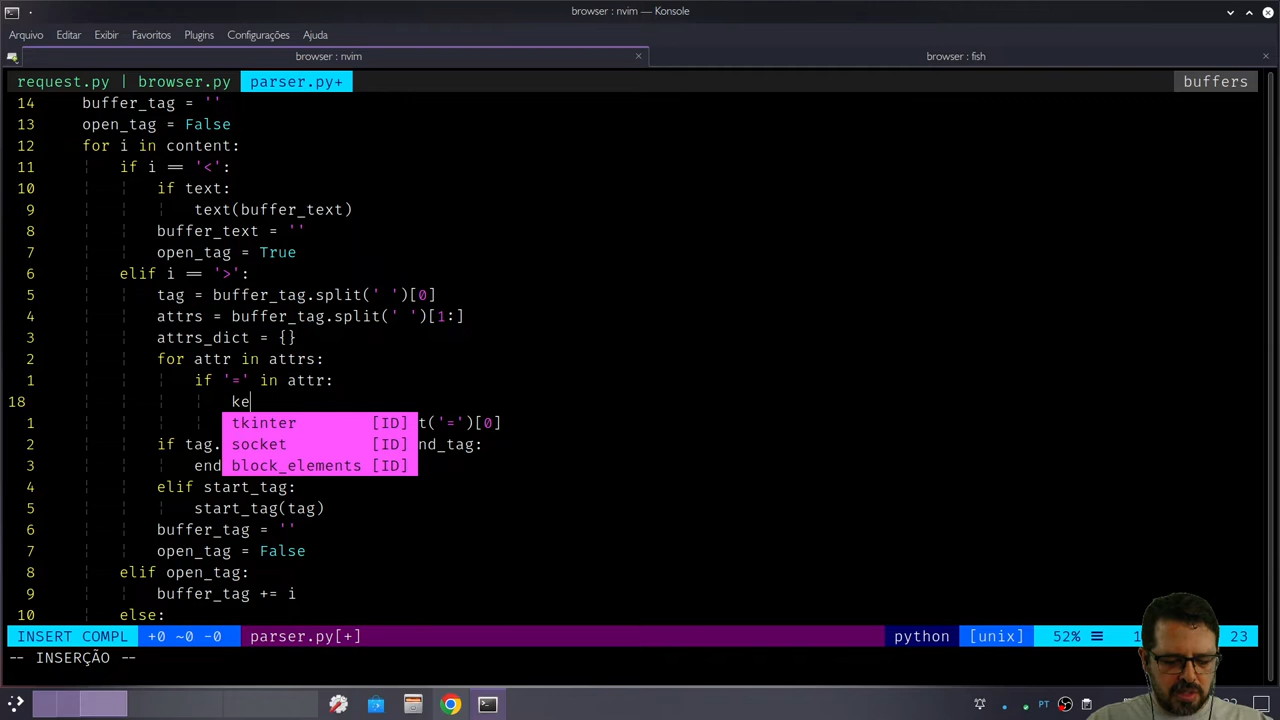 browser : nvim — Konsole
Arquivo Editar Exibir Favoritos Plugins Configurações Ajuda
browser : nvim
browser : fish
request.py | browser.py parser.py+ buffers
14 buffer_tag = ''
13 open_tag = False
12 for i in content:
11 if i == '<':
10 if text:
9 text(buffer_text)
8 buffer_text = ''
7 open_tag = True
6 elif i == '>':
5 tag = buffer_tag.split(' ')[0]
4 attrs = buffer_tag.split(' ')[1:]
3 attrs_dict = {}
2 for attr in attrs:
1 if '=' in attr:
18 ke
1 tkinter [ID] t('=')[0]
2 if tag. socket [ID] nd_tag:
3 end block_elements [ID]
4 elif start_tag:
5 start_tag(tag)
6 buffer_tag = ''
7 open_tag = False
8 elif open_tag:
9 buffer_tag += i
10 else:
INSERT COMPL +0 ~0 -0 parser.py[+] python [unix] 52% ☰ 23
-- INSERÇÃO --
PT